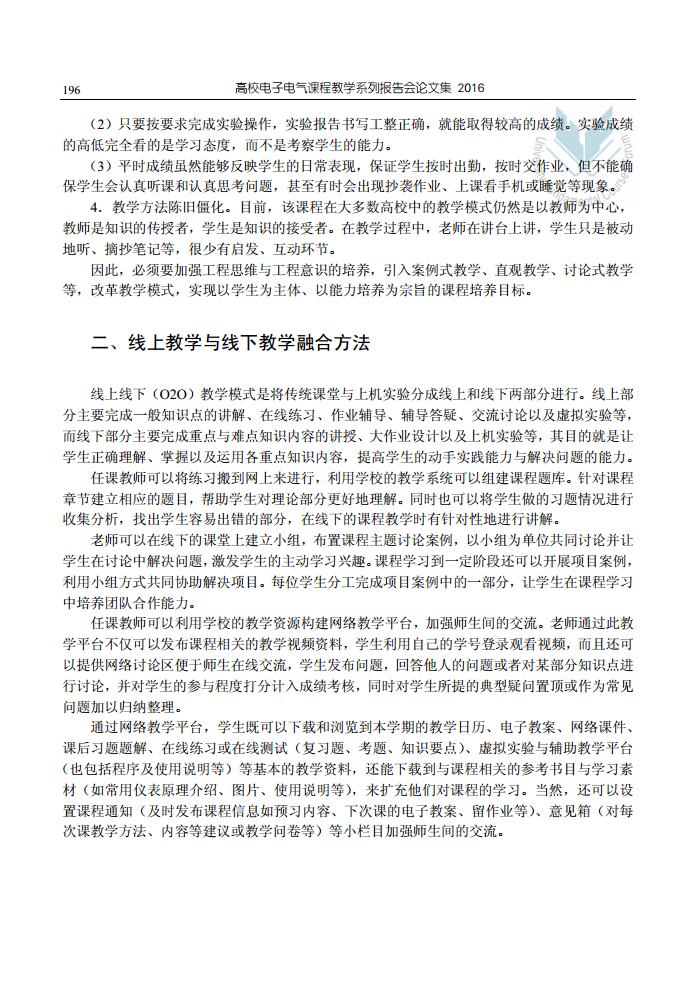 196
高校电子电气课程教学系列报告会论文集 2016
（2）只要按要求完成实验操作，实验报告书写工整正确，就能取得较高的成绩。实验成绩
的高低完全看的是学习态度，而不是考察学生的能力。
（3）平时成绩虽然能够反映学生的日常表现，保证学生按时出勤，按时交作业，但不能确
保学生会认真听课和认真思考问题，甚至有时会出现抄袭作业、上课看手机或睡觉等现象。
4．教学方法陈旧僵化。目前，该课程在大多数高校中的教学模式仍然是以教师为中心，
教师是知识的传授者，学生是知识的接受者。在教学过程中，老师在讲台上讲，学生只是被动
地听、摘抄笔记等，很少有启发、互动环节。
因此，必须要加强工程思维与工程意识的培养，引入案例式教学、直观教学、讨论式教学
等，改革教学模式，实现以学生为主体、以能力培养为宗旨的课程培养目标。
二、线上教学与线下教学融合方法
线上线下（O2O）教学模式是将传统课堂与上机实验分成线上和线下两部分进行。线上部
分主要完成一般知识点的讲解、在线练习、作业辅导、辅导答疑、交流讨论以及虚拟实验等，
而线下部分主要完成重点与难点知识内容的讲授、大作业设计以及上机实验等，其目的就是让
学生正确理解、掌握以及运用各重点知识内容，提高学生的动手实践能力与解决问题的能力。
任课教师可以将练习搬到网上来进行，利用学校的教学系统可以组建课程题库。针对课程
章节建立相应的题目，帮助学生对理论部分更好地理解。同时也可以将学生做的习题情况进行
收集分析，找出学生容易出错的部分，在线下的课程教学时有针对性地进行讲解。
老师可以在线下的课堂上建立小组，布置课程主题讨论案例，以小组为单位共同讨论并让
学生在讨论中解决问题，激发学生的主动学习兴趣。课程学习到一定阶段还可以开展项目案例，
利用小组方式共同协助解决项目。每位学生分工完成项目案例中的一部分，让学生在课程学习
中培养团队合作能力。
任课教师可以利用学校的教学资源构建网络教学平台，加强师生间的交流。老师通过此教
学平台不仅可以发布课程相关的教学视频资料，学生利用自己的学号登录观看视频，而且还可
以提供网络讨论区便于师生在线交流，学生发布问题，回答他人的问题或者对某部分知识点进
行讨论，并对学生的参与程度打分计入成绩考核，同时对学生所提的典型疑问置顶或作为常见
问题加以归纳整理。
通过网络教学平台，学生既可以下载和浏览到本学期的教学日历、电子教案、网络课件、
课后习题题解、在线练习或在线测试（复习题、考题、知识要点）、虚拟实验与辅助教学平台
（也包括程序及使用说明等）等基本的教学资料，还能下载到与课程相关的参考书目与学习素
材（如常用仪表原理介绍、图片、使用说明等），来扩充他们对课程的学习。当然，还可以设
置课程通知（及时发布课程信息如预习内容、下次课的电子教案、留作业等）、意见箱（对每
次课教学方法、内容等建议或教学问卷等）等小栏目加强师生间的交流。